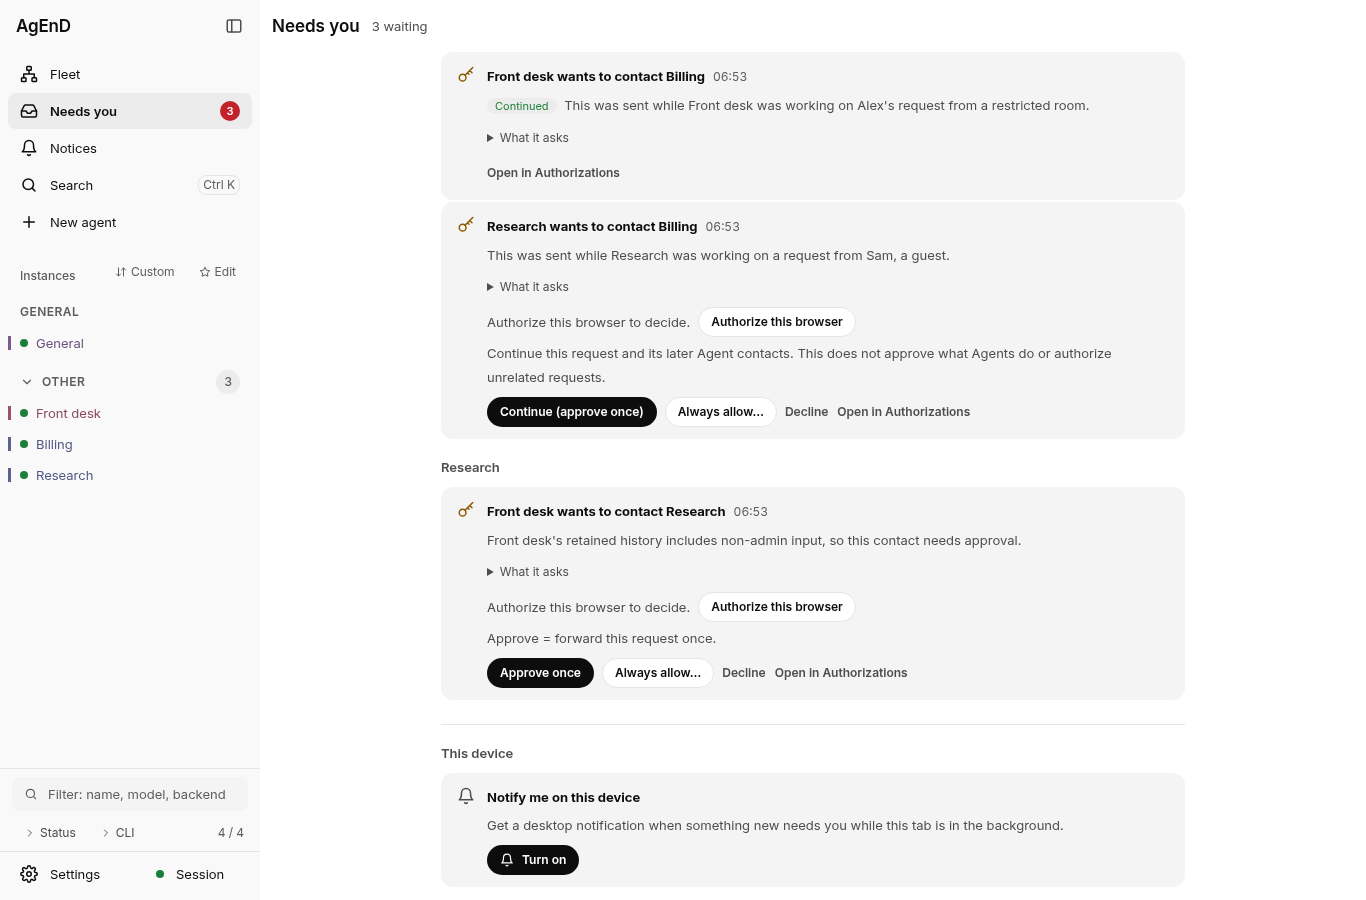 AgEnD
Fleet
Needs you 3
Notices
Search Ctrl K
New agent
Instances Custom Edit
GENERAL
General
OTHER 3
Front desk
Billing
Research
Filter: name, model, backend
Status CLI 4 / 4
Settings Session
Needs you 3 waiting
Front desk wants to contact Billing 06:53
Continued This was sent while Front desk was working on Alex's request from a restricted room.
What it asks
Open in Authorizations
Research wants to contact Billing 06:53
This was sent while Research was working on a request from Sam, a guest.
What it asks
Authorize this browser to decide. Authorize this browser
Continue this request and its later Agent contacts. This does not approve what Agents do or authorize
unrelated requests.
Continue (approve once) Always allow... Decline Open in Authorizations
Research
Front desk wants to contact Research 06:53
Front desk's retained history includes non-admin input, so this contact needs approval.
What it asks
Authorize this browser to decide. Authorize this browser
Approve = forward this request once.
Approve once Always allow... Decline Open in Authorizations
This device
Notify me on this device
Get a desktop notification when something new needs you while this tab is in the background.
Turn on